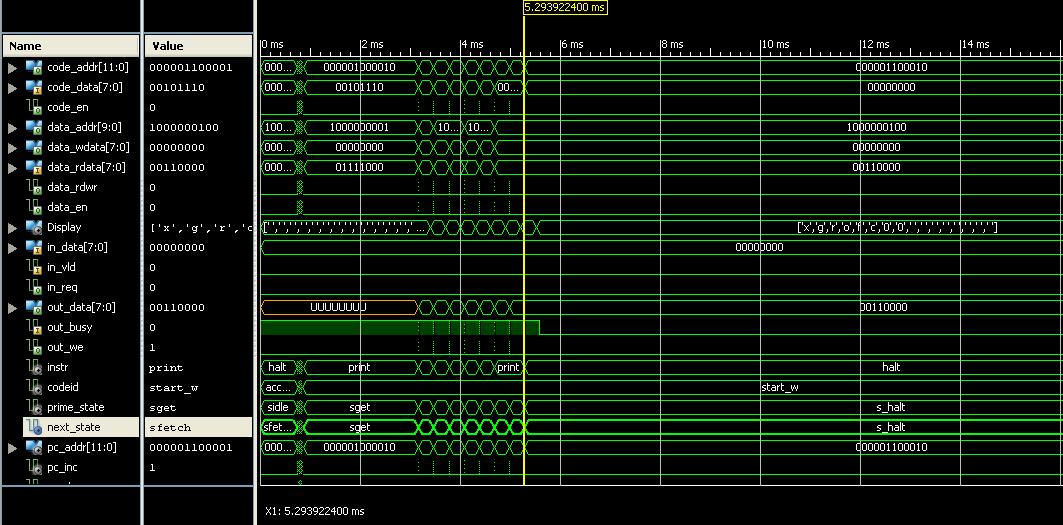 5.293922400 ms
Name Value 0 ms 2 ms 4 ms 6 ms 8 ms 10 ms 12 ms 14 ms
code_addr[11:0] 000001100001 000... 000001000010 000001100010
code_data[7:0] 00101110 000... 00101110 00... 00000000
code_en 0
data_addr[9:0] 1000000100 100... 1000000001 10... 10... 1000000100
data_wdata[7:0] 00000000 000... 00000000 00000000
data_rdata[7:0] 00110000 000... 01111000 00110000
data_rdwr 0
data_en 0
Display ['x','g','r','c [' ',' ',' ',' ',' ',' ',' ',' ',' ',' ',' ',' ',' ',' ... ['x','g','r','o','f','c','0','0',' ',' ',' ',' ',' ',' ',' ',' ']
in_data[7:0] 00000000 00000000
in_vld 0
in_req 0
out_data[7:0] 00110000 UUUUUUUU 00110000
out_busy 0
out_we 1
instr print halt print print halt
codeid start_w acc... start_w
prime_state sget sidle sget s_halt
next_state sfetch sfet... sget s_halt
pc_addr[11:0] 000001100001 000... 000001000010 000001100010
pc_inc 1
X1: 5.293922400 ms